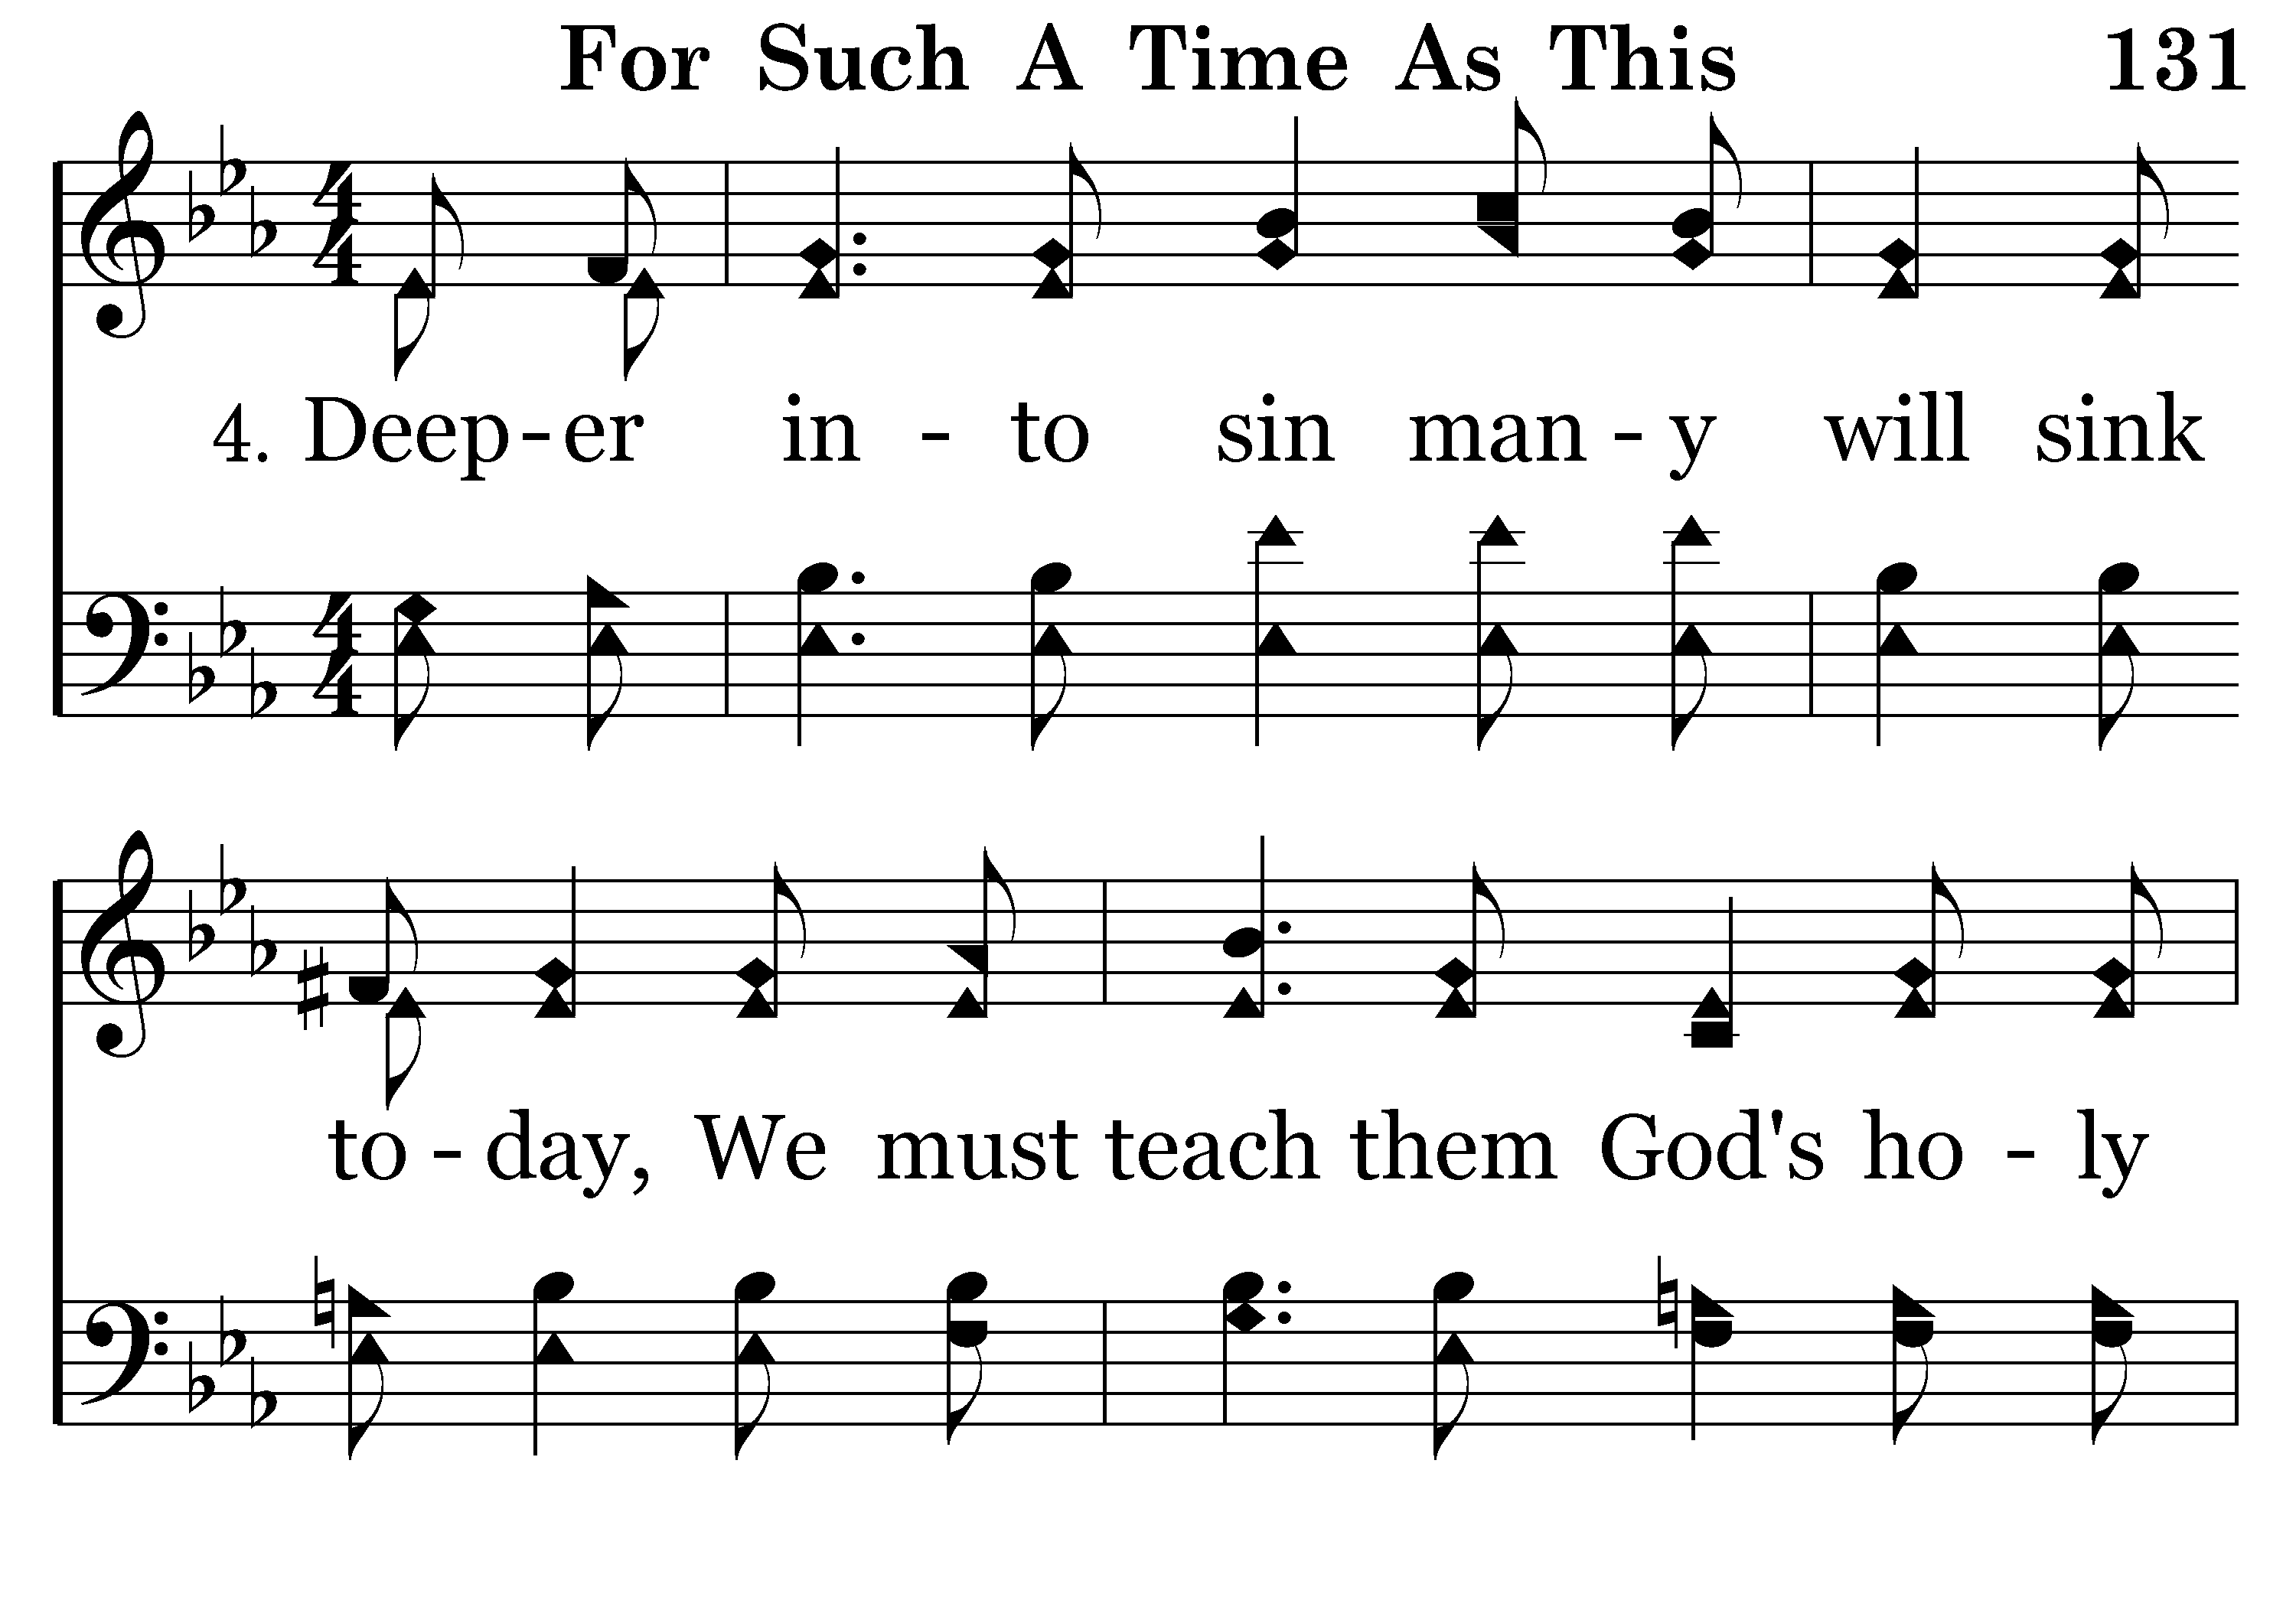 For Such A Time As This 131
4. Deep-er in - to sin man-y will sink
to - day, We must teach them God's ho - ly